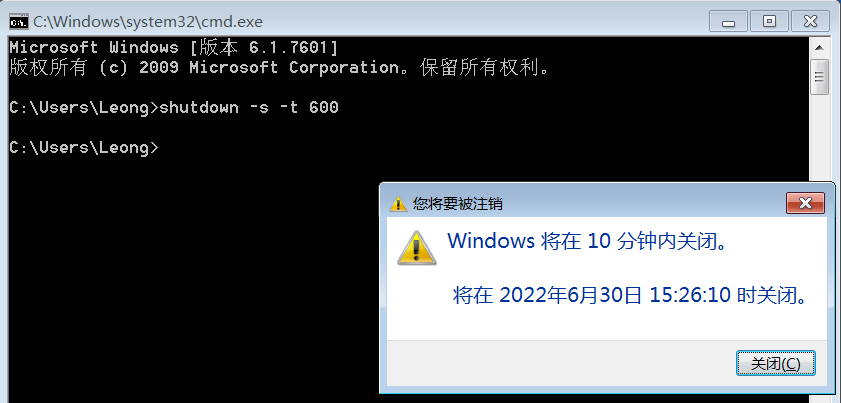 C:\Windows\system32\cmd.exe
Microsoft Windows [版本 6.1.7601]
版权所有 (c) 2009 Microsoft Corporation。保留所有权利。
C:\Users\Leong>shutdown -s -t 600
C:\Users\Leong>
您将要被注销
Windows 将在 10 分钟内关闭。
将在 2022年6月30日 15:26:10 时关闭。
关闭(C)